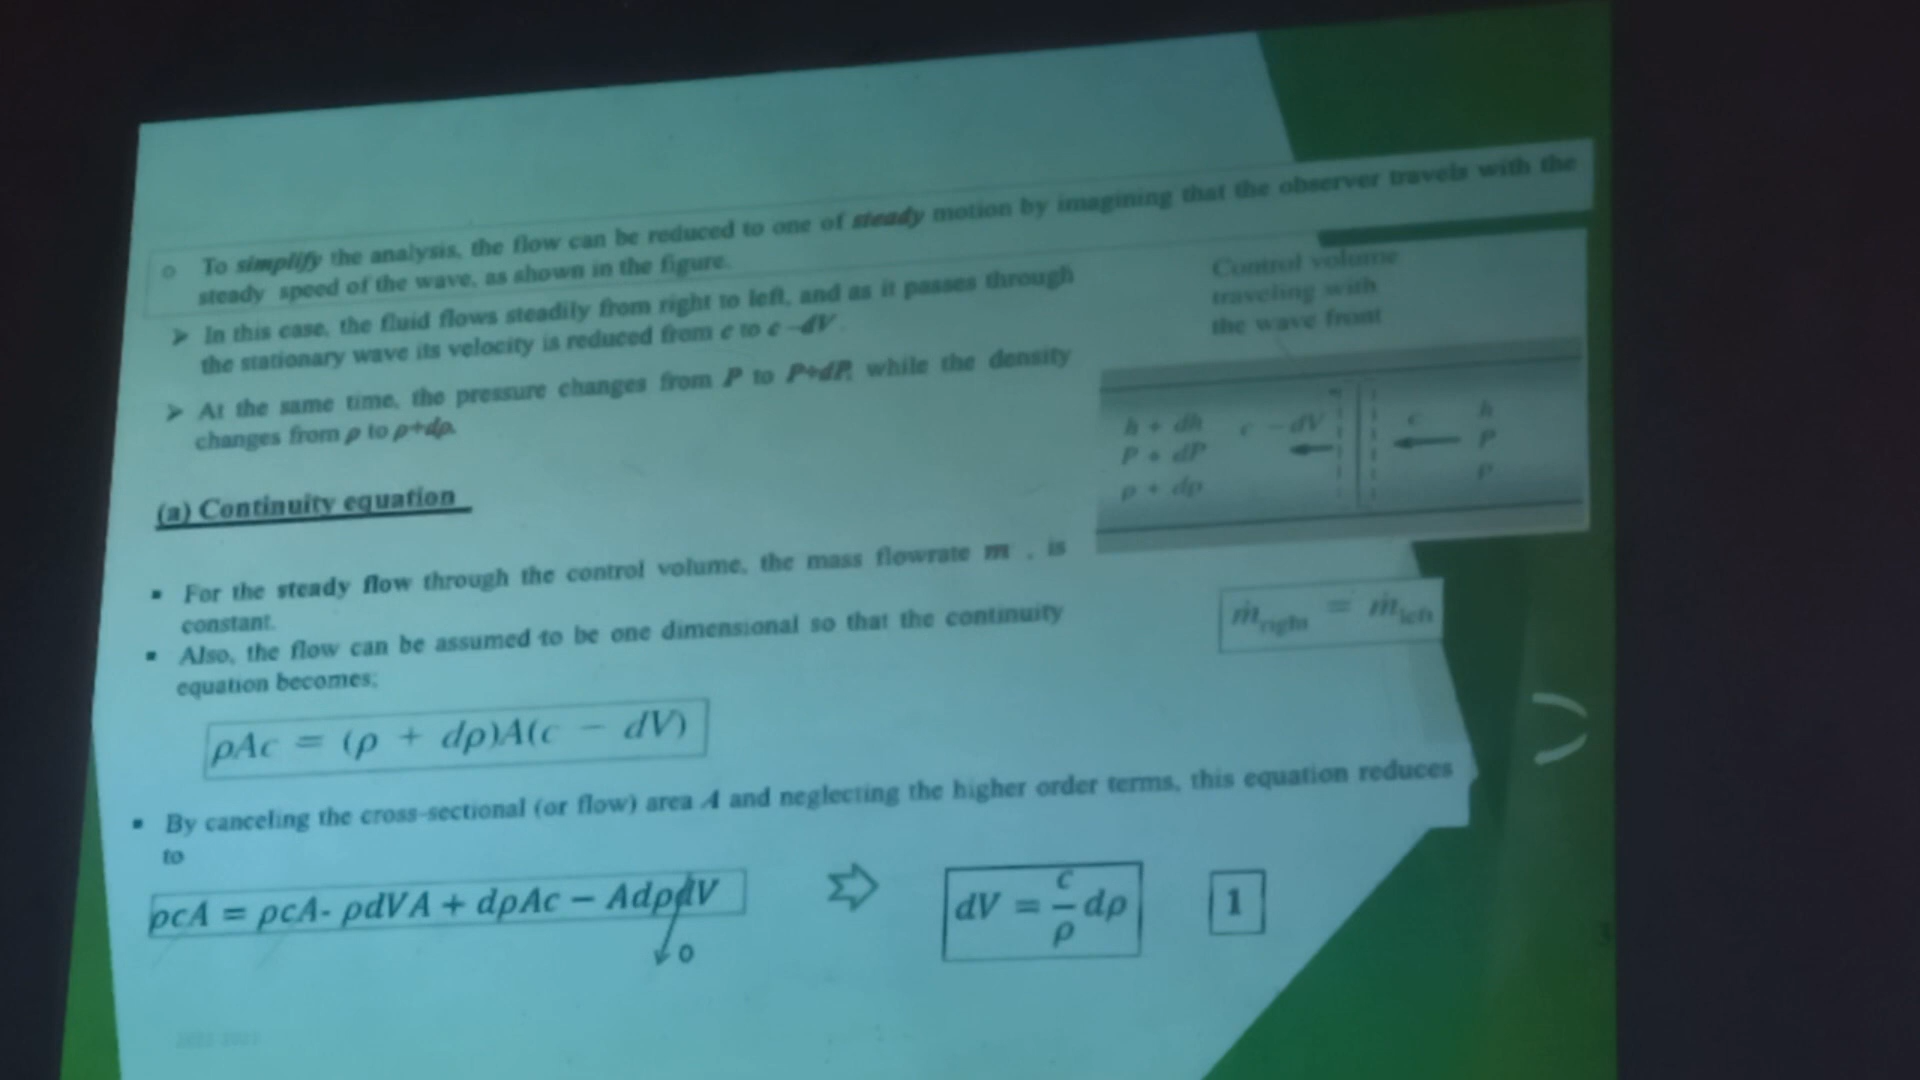 o To simplify the analysis, the flow can be reduced to one of steady motion by imagining that the observer travels with the
steady speed of the wave, as shown in the figure.
➢ In this case, the fluid flows steadily from right to left, and as it passes through
the stationary wave its velocity is reduced from c to c –dV
➢ At the same time, the pressure changes from P to P+dP, while the density
changes from ρ to ρ+dρ.
Control volume
traveling with
the wave front
h + dh c – dV c h
P + dP P
ρ + dρ ρ
(a) Continuity equation
▪ For the steady flow through the control volume, the mass flowrate m . is
constant.
▪ Also, the flow can be assumed to be one dimensional so that the continuity
equation becomes;
ṁright = ṁleft
ρAc = (ρ + dρ)A(c − dV)
▪ By canceling the cross-sectional (or flow) area A and neglecting the higher order terms, this equation reduces
to
ρcA = ρcA- ρdVA + dρAc − AdρdV ⇨ dV = c/ρ dρ 1
0